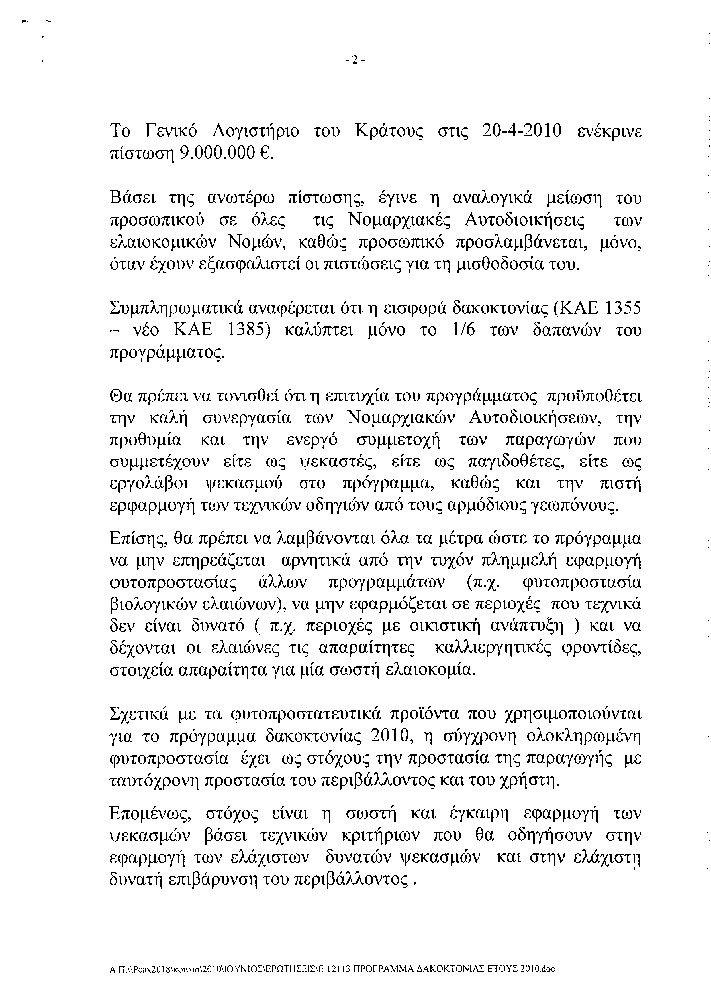 - 2 -
Το Γενικό Λογιστήριο του Κράτους στις 20-4-2010 ενέκρινε
πίστωση 9.000.000 €.
Βάσει της ανωτέρω πίστωσης, έγινε η αναλογικά μείωση του
προσωπικού σε όλες τις Νομαρχιακές Αυτοδιοικήσεις των
ελαιοκομικών Νομών, καθώς προσωπικό προσλαμβάνεται, μόνο,
όταν έχουν εξασφαλιστεί οι πιστώσεις για τη μισθοδοσία του.
Συμπληρωματικά αναφέρεται ότι η εισφορά δακοκτονίας (ΚΑΕ 1355
– νέο ΚΑΕ 1385) καλύπτει μόνο το 1/6 των δαπανών του
προγράμματος.
Θα πρέπει να τονισθεί ότι η επιτυχία του προγράμματος προϋποθέτει
την καλή συνεργασία των Νομαρχιακών Αυτοδιοικήσεων, την
προθυμία και την ενεργό συμμετοχή των παραγωγών που
συμμετέχουν είτε ως ψεκαστές, είτε ως παγιδοθέτες, είτε ως
εργολάβοι ψεκασμού στο πρόγραμμα, καθώς και την πιστή
ερφαρμογή των τεχνικών οδηγιών από τους αρμόδιους γεωπόνους.
Επίσης, θα πρέπει να λαμβάνονται όλα τα μέτρα ώστε το πρόγραμμα
να μην επηρεάζεται αρνητικά από την τυχόν πλημμελή εφαρμογή
φυτοπροστασίας άλλων προγραμμάτων (π.χ. φυτοπροστασία
βιολογικών ελαιώνων), να μην εφαρμόζεται σε περιοχές που τεχνικά
δεν είναι δυνατό ( π.χ. περιοχές με οικιστική ανάπτυξη ) και να
δέχονται οι ελαιώνες τις απαραίτητες καλλιεργητικές φροντίδες,
στοιχεία απαραίτητα για μία σωστή ελαιοκομία.
Σχετικά με τα φυτοπροστατευτικά προϊόντα που χρησιμοποιούνται
για το πρόγραμμα δακοκτονίας 2010, η σύγχρονη ολοκληρωμένη
φυτοπροστασία έχει ως στόχους την προστασία της παραγωγής με
ταυτόχρονη προστασία του περιβάλλοντος και του χρήστη.
Επομένως, στόχος είναι η σωστή και έγκαιρη εφαρμογή των
ψεκασμών βάσει τεχνικών κριτήριων που θα οδηγήσουν στην
εφαρμογή των ελάχιστων δυνατών ψεκασμών και στην ελάχιστη
δυνατή επιβάρυνση του περιβάλλοντος .
Α.Π.\\Pcax2018\κοινοσ\2010\ΙΟΥΝΙΟΣ\ΕΡΩΤΗΣΕΙΣ\Ε 12113 ΠΡΟΓΡΑΜΜΑ ΔΑΚΟΚΤΟΝΙΑΣ ΕΤΟΥΣ 2010.doc